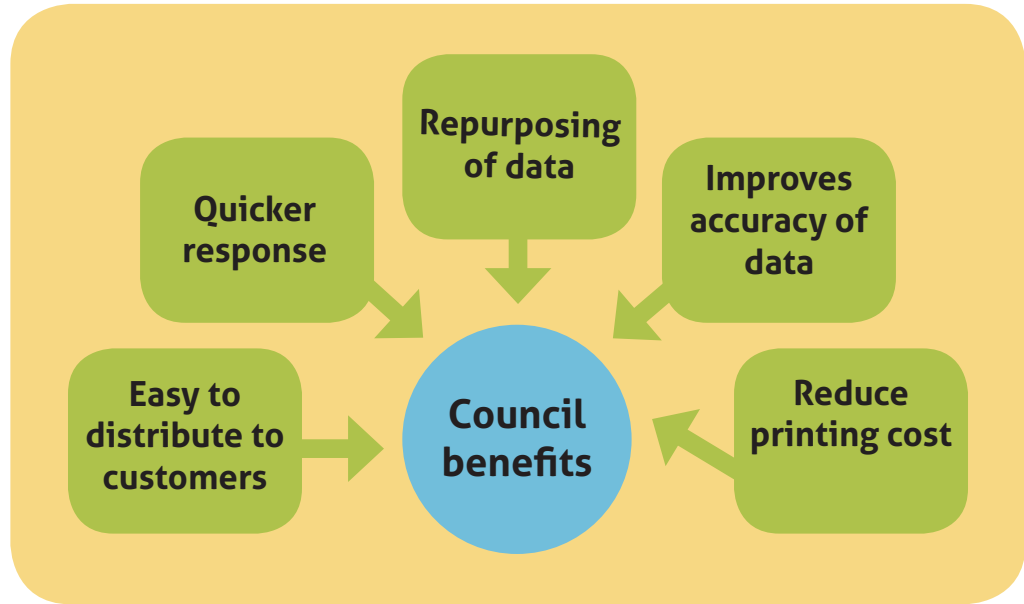 Repurposing
of data
Quicker
response
Improves
accuracy of
data
Easy to
distribute to
customers
Council
benefits
Reduce
printing cost